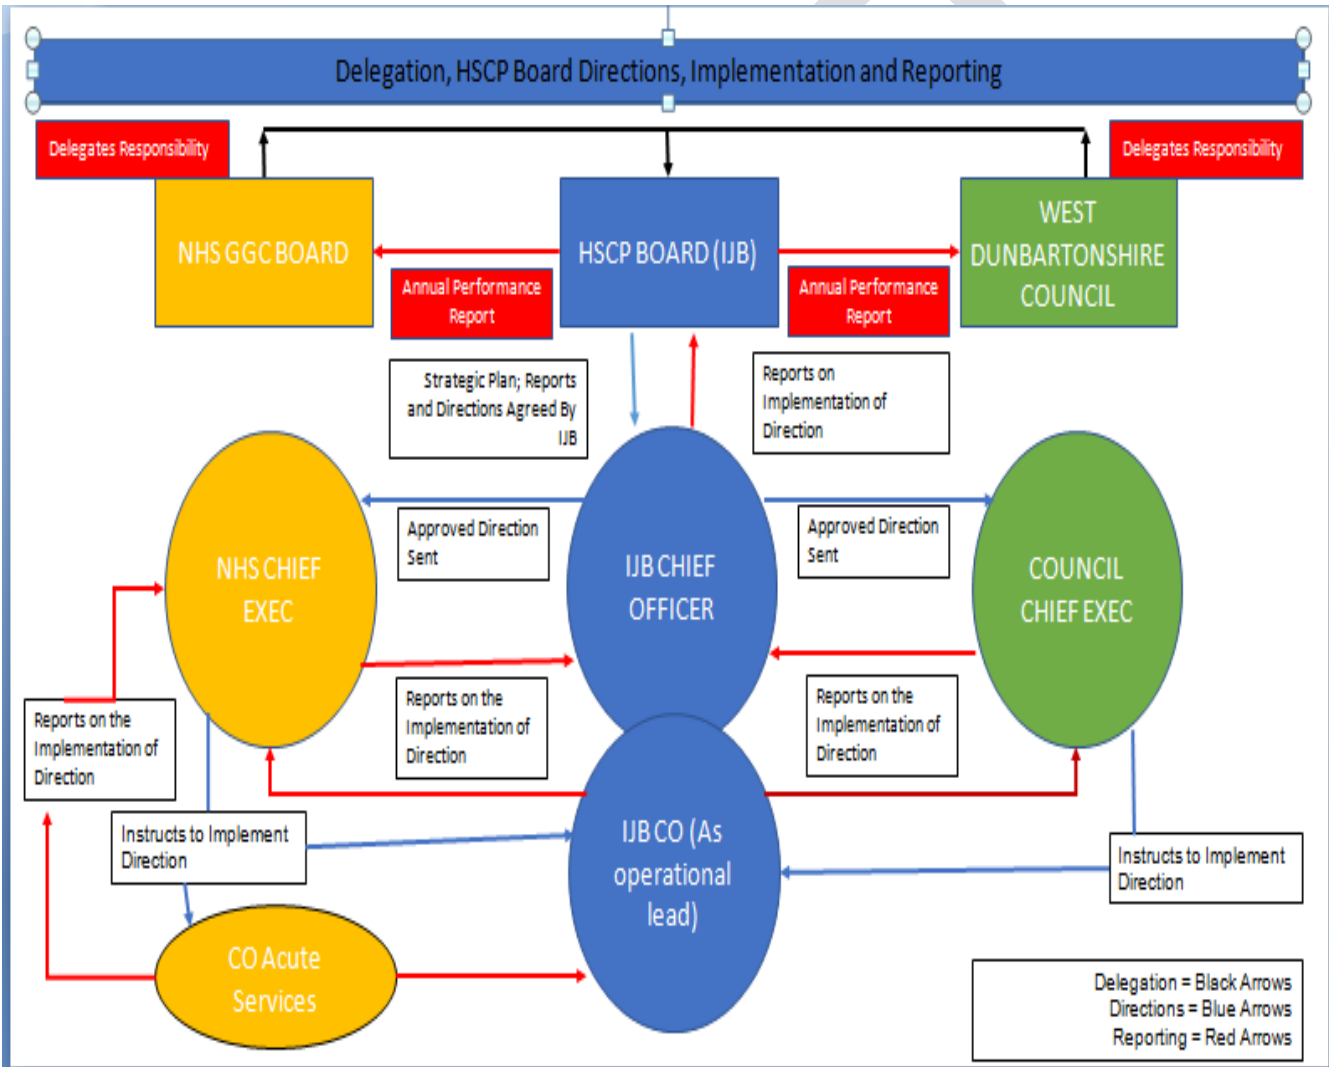 Delegation, HSCP Board Directions, Implementation and Reporting
Delegates Responsibility
Delegates Responsibility
NHS GGC BOARD
HSCP BOARD (IJB)
WEST
DUNBARTONSHIRE
COUNCIL
Annual Performance
Report
Annual Performance
Report
Strategic Plan; Reports
and Directions Agreed By
IJB
Reports on
Implementation of
Direction
NHS CHIEF
EXEC
Approved Direction
Sent
IJB CHIEF
OFFICER
Approved Direction
Sent
COUNCIL
CHIEF EXEC
Reports on the
Implementation of
Direction
Reports on the
Implementation of
Direction
Reports on the
Implementation of
Direction
Instructs to Implement
Direction
IJB CO (As
operational
lead)
Instructs to Implement
Direction
CO Acute
Services
Delegation = Black Arrows
Directions = Blue Arrows
Reporting = Red Arrows